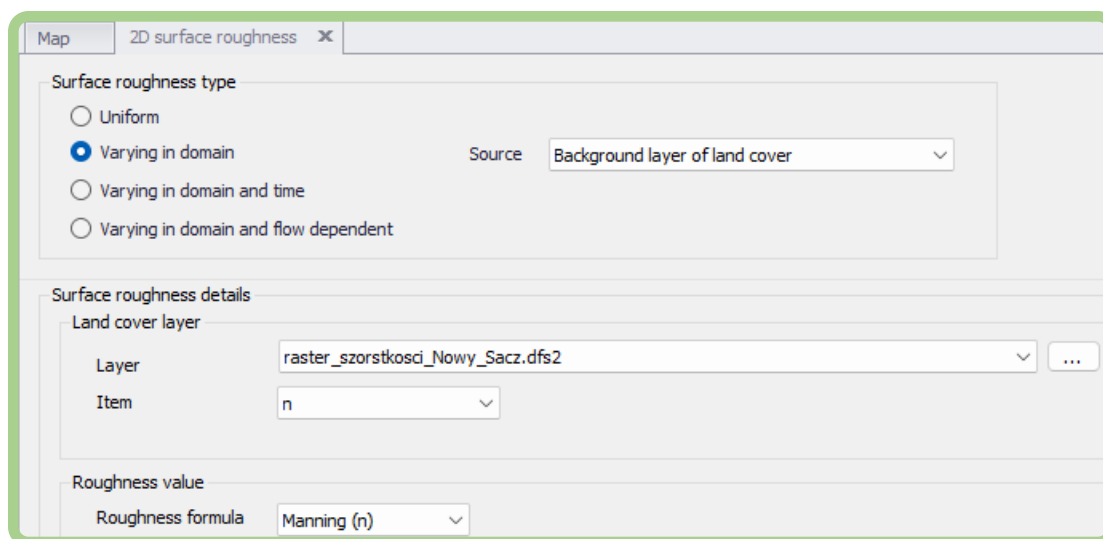 Map 2D surface roughness
Surface roughness type
Uniform
Varying in domain Source Background layer of land cover
Varying in domain and time
Varying in domain and flow dependent
Surface roughness details
Land cover layer
Layer raster_szorstkosci_Nowy_Sacz.dfs2 ...
Item n
Roughness value
Roughness formula Manning (n)